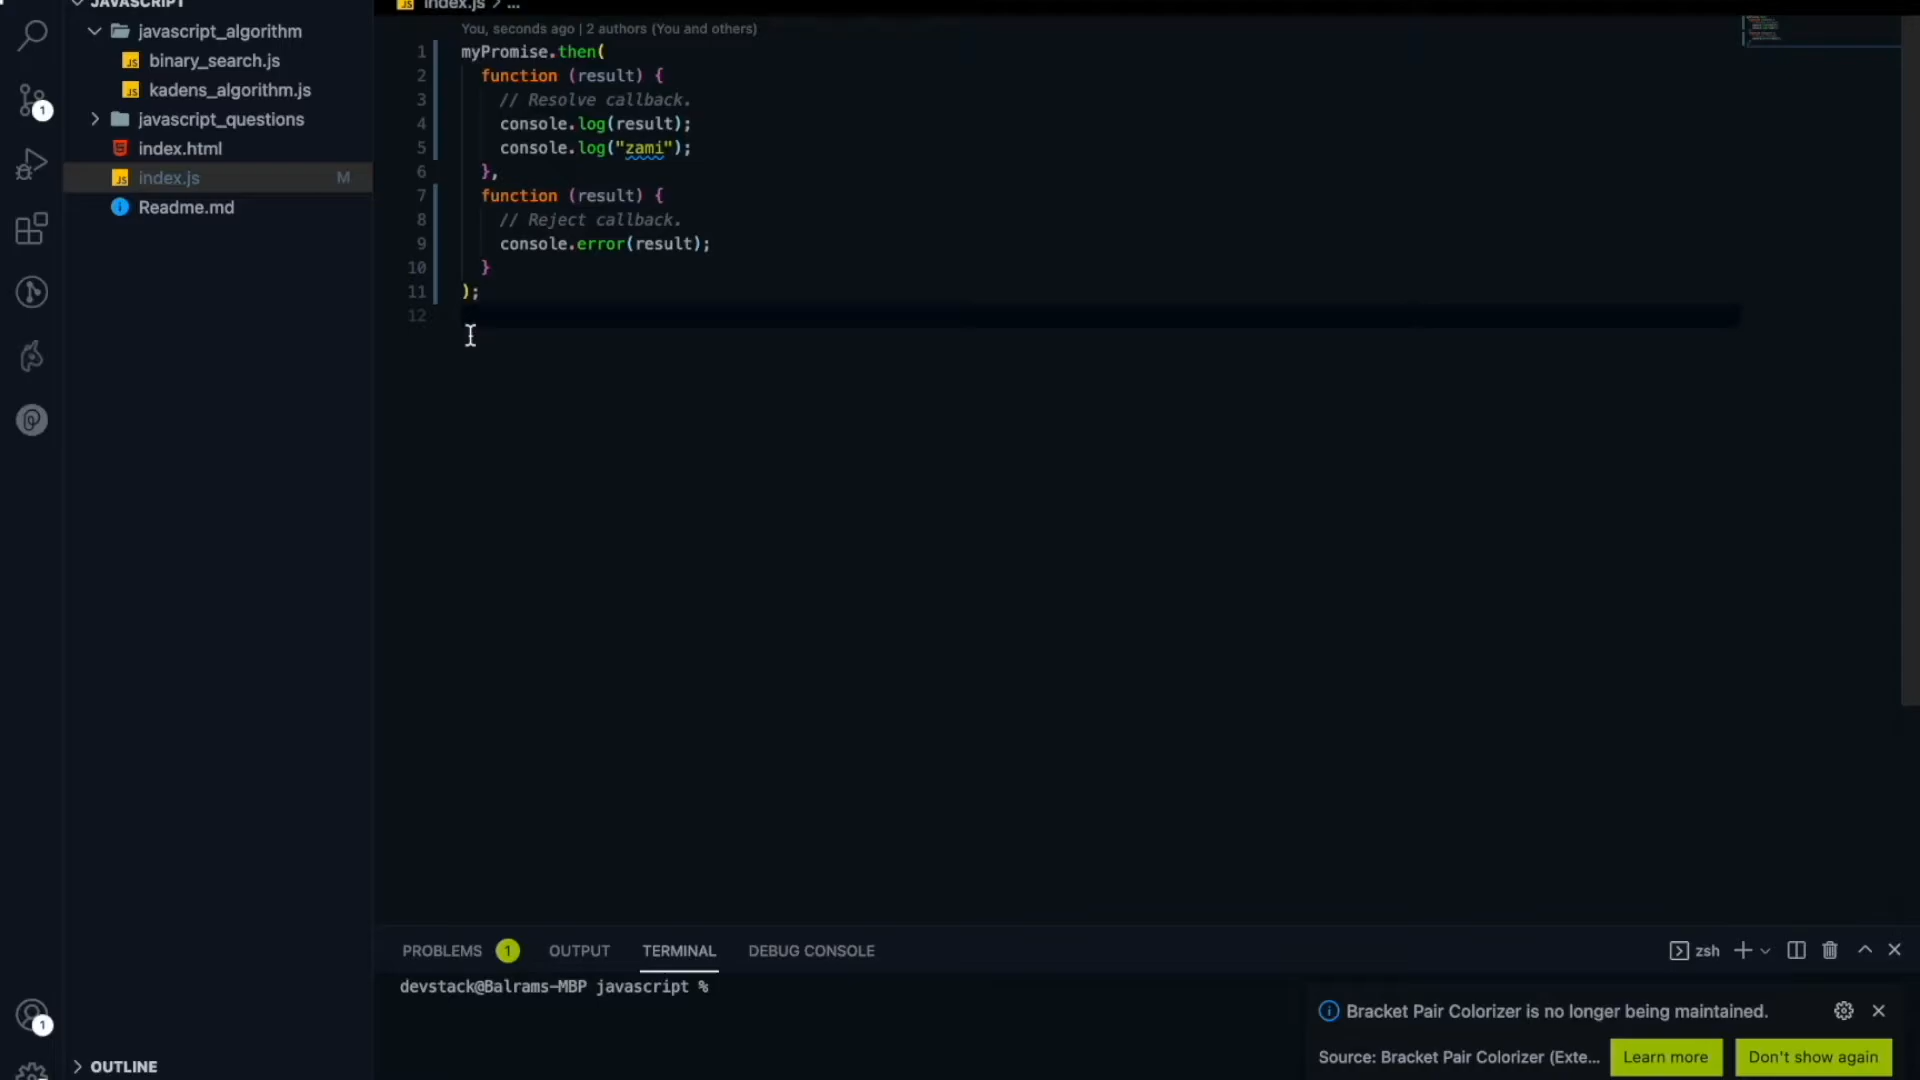 JAVASCRIPT
javascript_algorithm
binary_search.js
kadens_algorithm.js
javascript_questions
index.html
index.js M
Readme.md
OUTLINE
1
1
JS index.js > ...
You, seconds ago | 2 authors (You and others)
1 myPromise.then(
2 function (result) {
3 // Resolve callback.
4 console.log(result);
5 console.log("zami");
6 },
7 function (result) {
8 // Reject callback.
9 console.error(result);
10 }
11 );
12
PROBLEMS 1 OUTPUT TERMINAL DEBUG CONSOLE zsh
devstack@Balrams-MBP javascript %
Bracket Pair Colorizer is no longer being maintained.
Source: Bracket Pair Colorizer (Exte... Learn more Don't show again